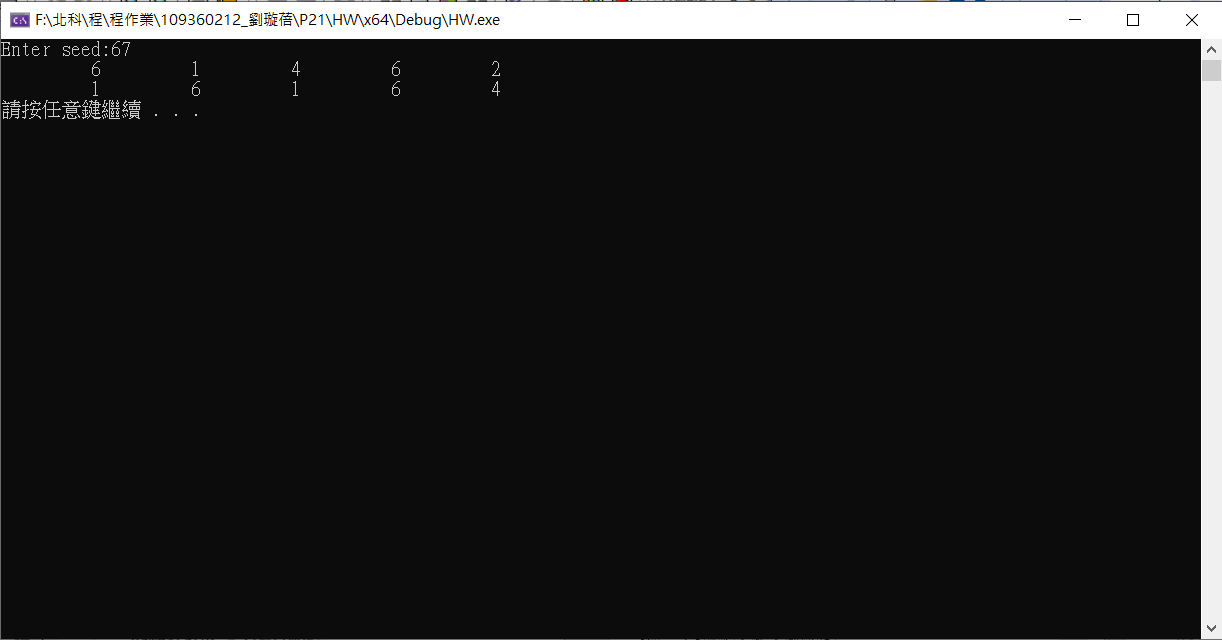 F:\北科\程\程作業\109360212_劉璇蓓\P21\HW\x64\Debug\HW.exe
Enter seed:67
         6         1         4         6         2
         1         6         1         6         4
請按任意鍵繼續 . . .